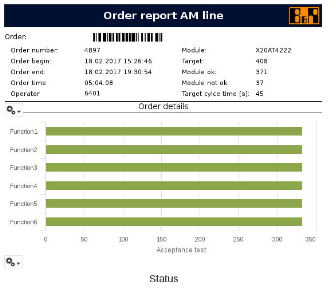 Order report AM line
Order:
Order number: 4897 Module: X20AT4222
Order begin: 18.02.2017 15:26:46 Target: 408
Order end: 18.02.2017 19:30:54 Module ok: 371
Order time 05.04.08 Module not ok 37
Operater 6401 Target cylce time [s]: 45
Order details
Function1
Function2
Function3
Function4
Function5
Function6
0 50 100 150 200 250 300 350
Acceptance test
Status